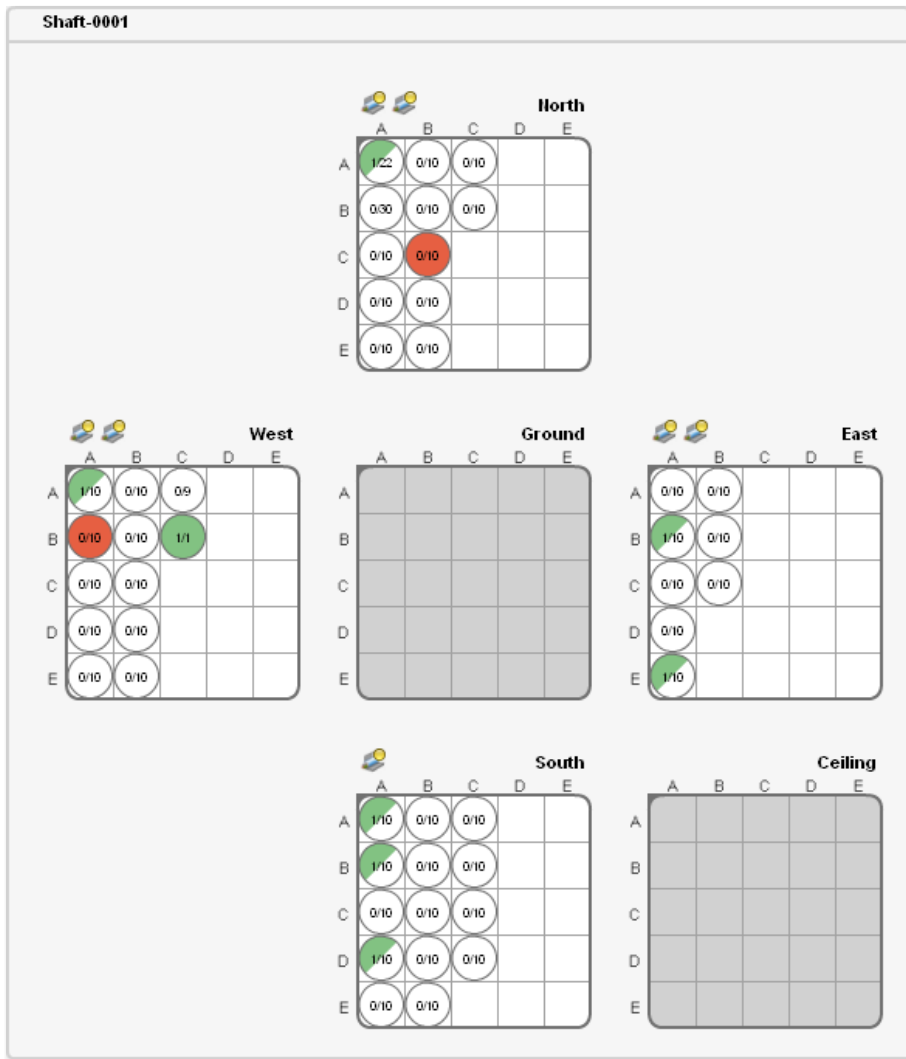 Shaft-0001
North
A B C D E
A 1/22 0/10 0/10
B 0/30 0/10 0/10
C 0/10 0/10
D 0/10 0/10
E 0/10 0/10
West
A B C D E
A 1/10 0/10 0/9
B 0/10 0/10 1/1
C 0/10 0/10
D 0/10 0/10
E 0/10 0/10
Ground
A B C D E
A
B
C
D
E
East
A B C D E
A 0/10 0/10
B 1/10 0/10
C 0/10 0/10
D 0/10
E 1/10
South
A B C D E
A 1/10 0/10 0/10
B 1/10 0/10 0/10
C 0/10 0/10 0/10
D 1/10 0/10 0/10
E 0/10 0/10
Ceiling
A B C D E
A
B
C
D
E